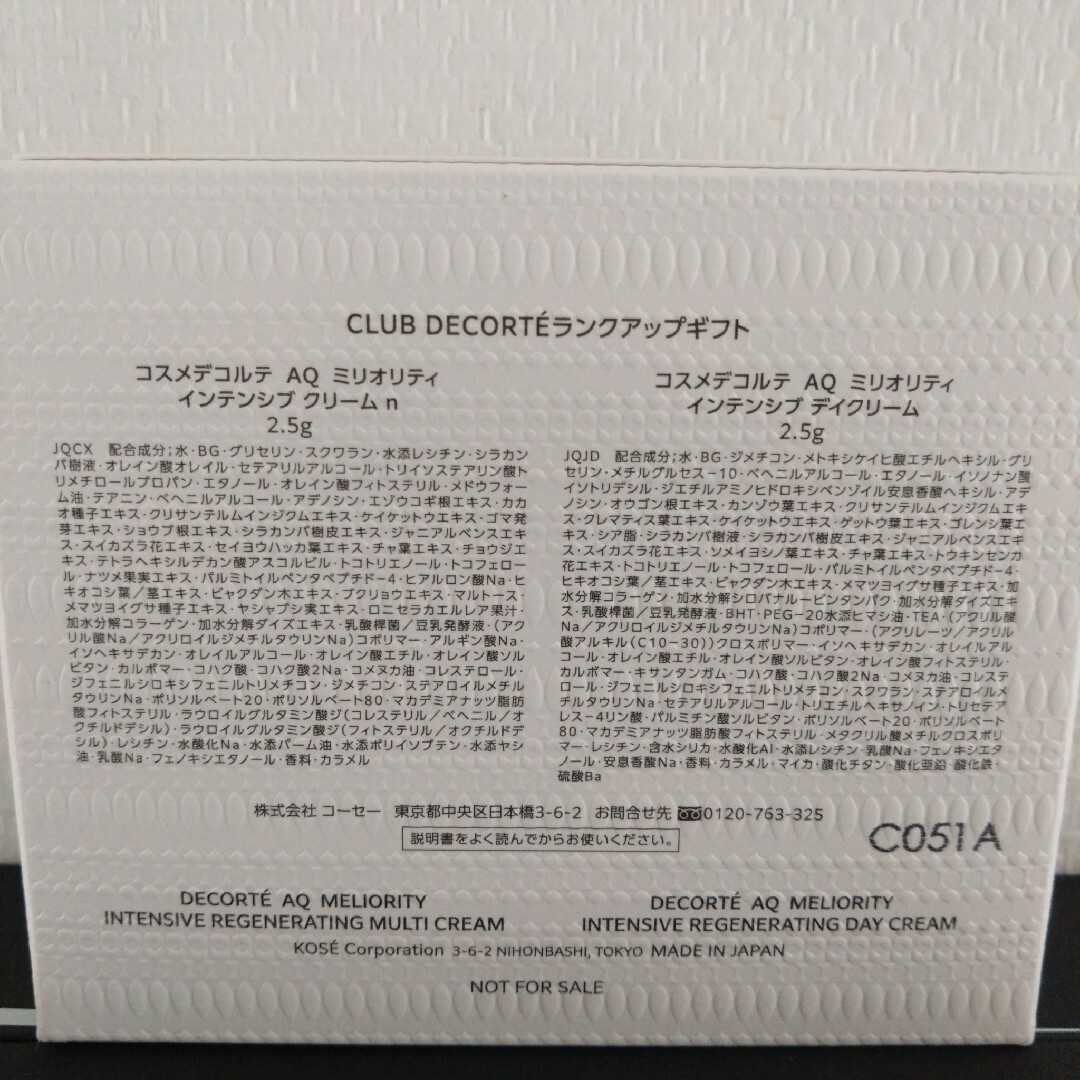 CLUB DECORTÉランクアップギフト
コスメデコルテ AQ ミリオリティ
インテンシブ クリーム n
2.5g
JQCX 配合成分;水・BG・グリセリン・スクワラン・水添レシチン・シラカン
バ樹液・オレイン酸オレイル・セテアリルアルコール・トリイソステアリン酸ト
リメチロールプロパン・エタノール・オレイン酸フィトステリル・メドウフォー
ム油・テアニン・ベヘニルアルコール・アデノシン・エゾウコギ根エキス・カカ
オ種子エキス・クリサンテルムインジクムエキス・ケイケットウエキス・ゴマ発
芽エキス・ショウブ根エキス・シラカンバ樹皮エキス・ジャニアルベンスエキ
ス・スイカズラ花エキス・セイヨウハッカ葉エキス・チャ葉エキス・チョウジエ
キス・テトラヘキシルデカン酸アスコルビル・トコトリエノール・トコフェロー
ル・ナツメ果実エキス・パルミトイルペンタペプチド-4・ヒアルロン酸Na・ヒ
キオコシ葉/茎エキス・ビャクダン木エキス・ブクリョウエキス・マルトース・
メマツヨイグサ種子エキス・ヤシャブシ実エキス・ロニセラカエルレア果汁・
加水分解コラーゲン・加水分解ダイズエキス・乳酸桿菌/豆乳発酵液・(アク
リル酸Na/アクリロイルジメチルタウリンNa)コポリマー・アルギン酸Na・
イソヘキサデカン・オレイルアルコール・オレイン酸エチル・オレイン酸ソル
ビタン・カルボマー・コハク酸・コハク酸2Na・コメヌカ油・コレステロール・
ジフェニルシロキシフェニルトリメチコン・ジメチコン・ステアロイルメチル
タウリンNa・ポリソルベート20・ポリソルベート80・マカデミアナッツ脂肪
酸フィトステリル・ラウロイルグルタミン酸ジ(コレステリル/ベヘニル/オ
クチルドデシル)・ラウロイルグルタミン酸ジ(フィトステリル/オクチルドデ
シル)・レシチン・水酸化Na・水添パーム油・水添ポリイソブテン・水添ヤシ
油・乳酸Na・フェノキシエタノール・香料・カラメル
コスメデコルテ AQ ミリオリティ
インテンシブ デイクリーム
2.5g
JQJD 配合成分;水・BG・ジメチコン・メトキシケイヒ酸エチルヘキシル・グリ
セリン・メチルグルセス-10・ベヘニルアルコール・エタノール・イソノナン酸
イソトリデシル・ジエチルアミノヒドロキシベンゾイル安息香酸ヘキシル・アデ
ノシン・オウゴン根エキス・カンゾウ葉エキス・クリサンテルムインジクムエキ
ス・クレマティス葉エキス・ケイケットウエキス・ゲットウ葉エキス・ゴレンシ葉エ
キス・シア脂・シラカンバ樹液・シラカンバ樹皮エキス・ジャニアルベンスエキ
ス・スイカズラ花エキス・ソメイヨシノ葉エキス・チャ葉エキス・トウキンセンカ
花エキス・トコトリエノール・トコフェロール・パルミトイルペンタペプチド-4・
ヒキオコシ葉/茎エキス・ビャクダン木エキス・メマツヨイグサ種子エキス・加
水分解コラーゲン・加水分解シロバナルーピンタンパク・加水分解ダイズエキ
ス・乳酸桿菌/豆乳発酵液・BHT・PEG-20水添ヒマシ油・TEA・(アクリル酸
Na/アクリロイルジメチルタウリンNa)コポリマー・(アクリレーツ/アクリル
酸アルキル(C10-30))クロスポリマー・イソヘキサデカン・オレイルアル
コール・オレイン酸エチル・オレイン酸ソルビタン・オレイン酸フィトステリル・
カルボマー・キサンタンガム・コハク酸・コハク酸2Na・コメヌカ油・コレステ
ロール・ジフェニルシロキシフェニルトリメチコン・スクワラン・ステアロイルメ
チルタウリンNa・セテアリルアルコール・トリエチルヘキサノイン・トリセテア
レス-4リン酸・パルミチン酸ソルビタン・ポリソルベート20・ポリソルベート
80・マカデミアナッツ脂肪酸フィトステリル・メタクリル酸メチルクロスポリ
マー・レシチン・含水シリカ・水酸化Al・水添レシチン・乳酸Na・フェノキシエタ
ノール・安息香酸Na・香料・カラメル・マイカ・酸化チタン・酸化亜鉛・酸化鉄・
硫酸Ba
株式会社 コーセー 東京都中央区日本橋3-6-2 お問合せ先 0120-763-325
説明書をよく読んでからお使いください。
C051A
DECORTÉ AQ MELIORITY
INTENSIVE REGENERATING MULTI CREAM
DECORTÉ AQ MELIORITY
INTENSIVE REGENERATING DAY CREAM
KOSÉ Corporation 3-6-2 NIHONBASHI, TOKYO MADE IN JAPAN
NOT FOR SALE